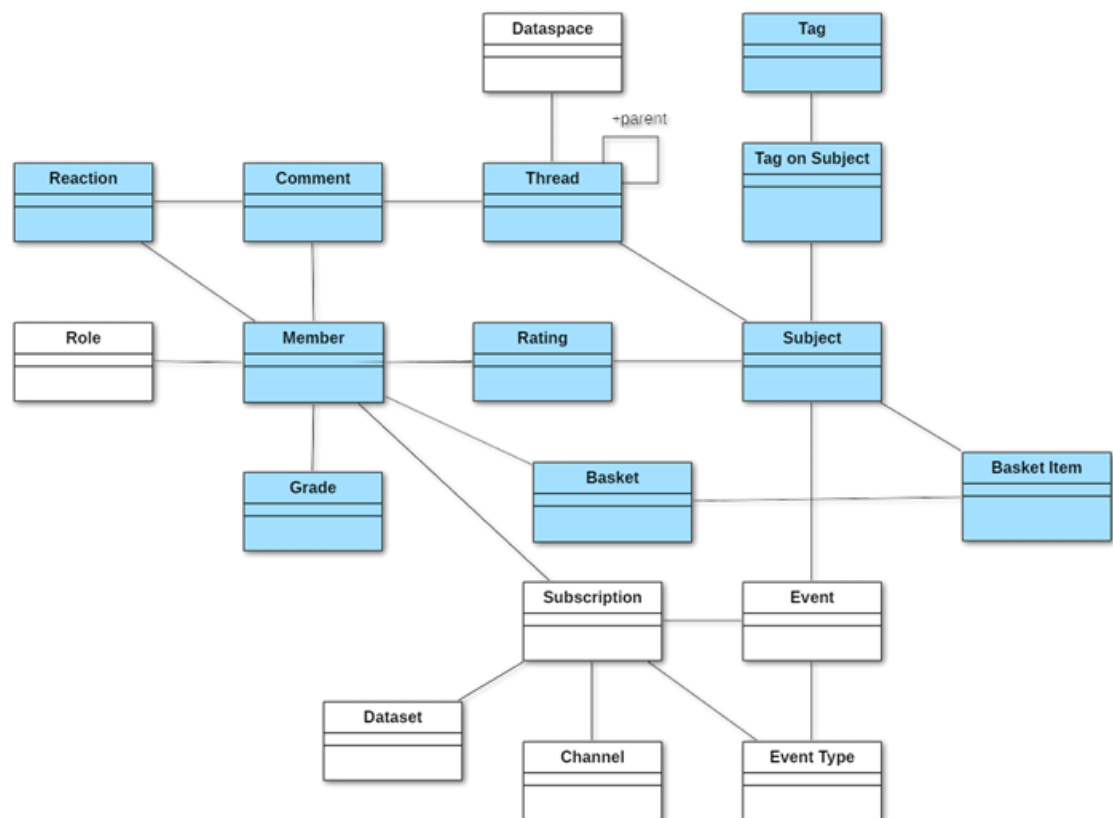 Dataspace
Tag
+parent
Tag on Subject
Reaction
Comment
Thread
Role
Member
Rating
Subject
Grade
Basket
Basket Item
Subscription
Event
Dataset
Channel
Event Type